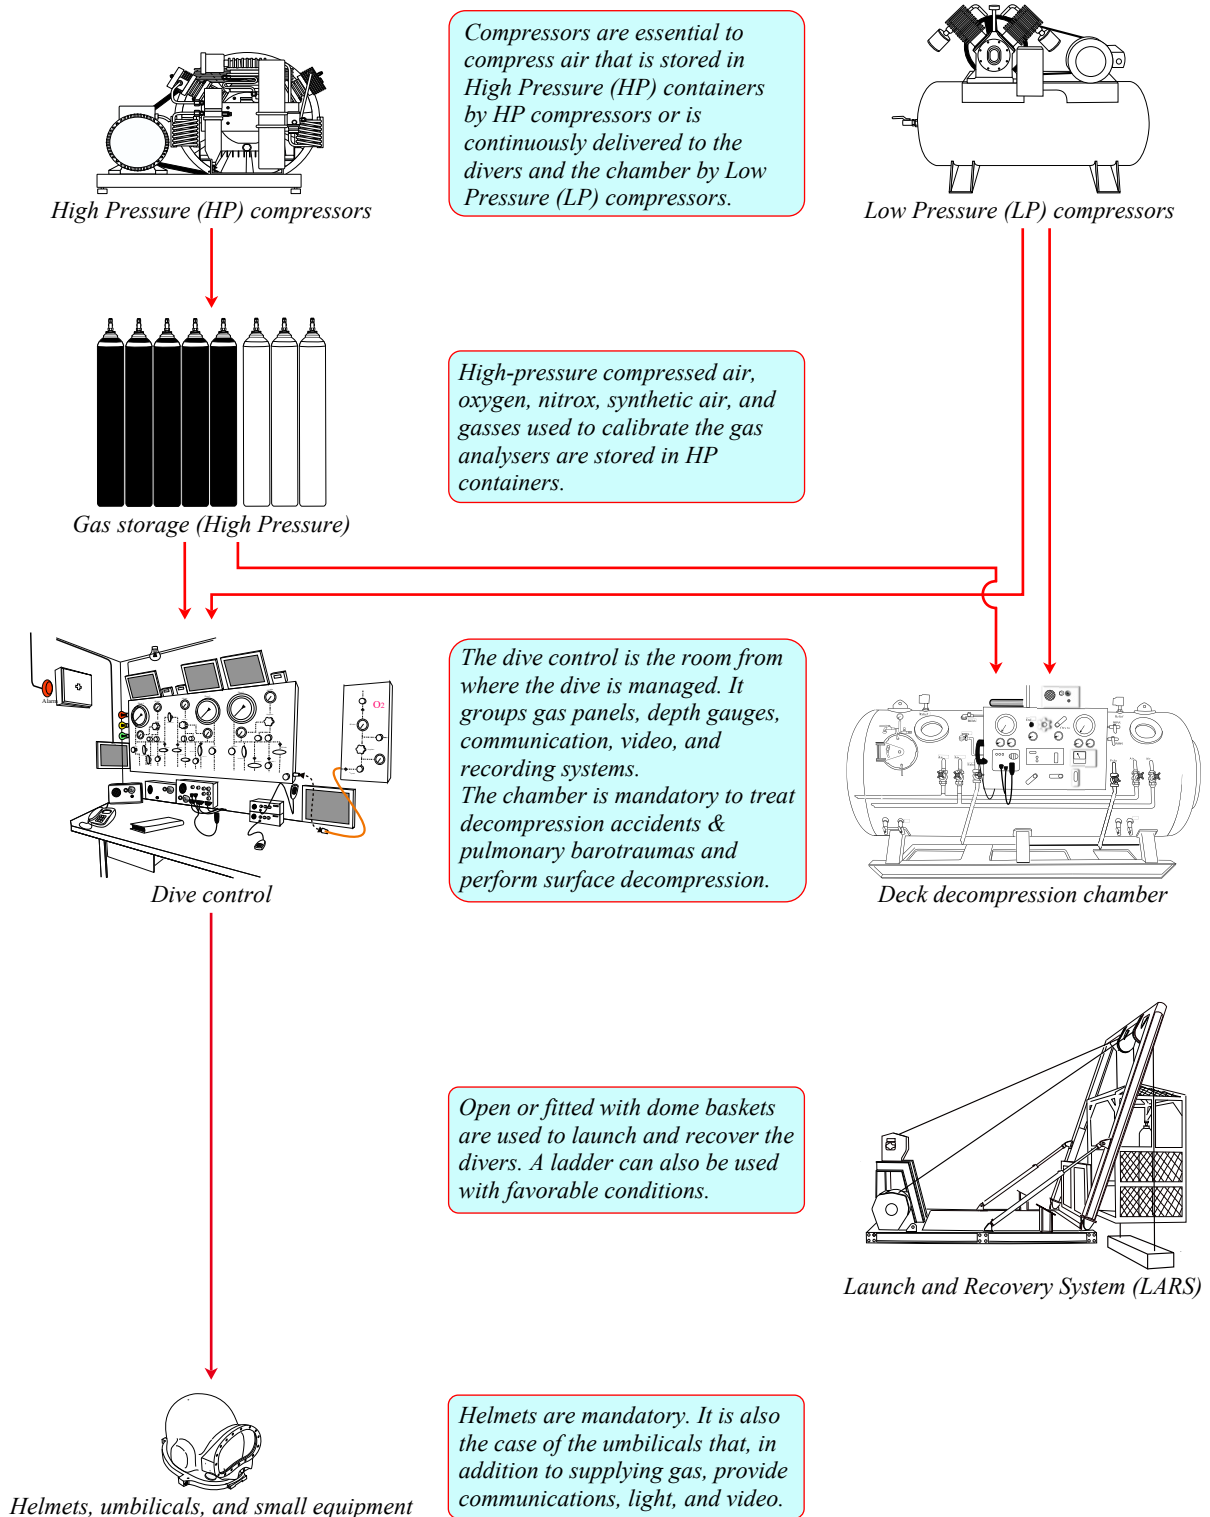 Compressors are essential to
compress air that is stored in
High Pressure (HP) containers
by HP compressors or is
continuously delivered to the
divers and the chamber by Low
Pressure (LP) compressors.
High Pressure (HP) compressors
Low Pressure (LP) compressors
High-pressure compressed air,
oxygen, nitrox, synthetic air, and
gasses used to calibrate the gas
analysers are stored in HP
containers.
Gas storage (High Pressure)
Alarm
O2
The dive control is the room from
where the dive is managed. It
groups gas panels, depth gauges,
communication, video, and
recording systems.
The chamber is mandatory to treat
decompression accidents &
pulmonary barotraumas and
perform surface decompression.
Dive control
Deck decompression chamber
Open or fitted with dome baskets
are used to launch and recover the
divers. A ladder can also be used
with favorable conditions.
Launch and Recovery System (LARS)
Helmets are mandatory. It is also
the case of the umbilicals that, in
addition to supplying gas, provide
communications, light, and video.
Helmets, umbilicals, and small equipment